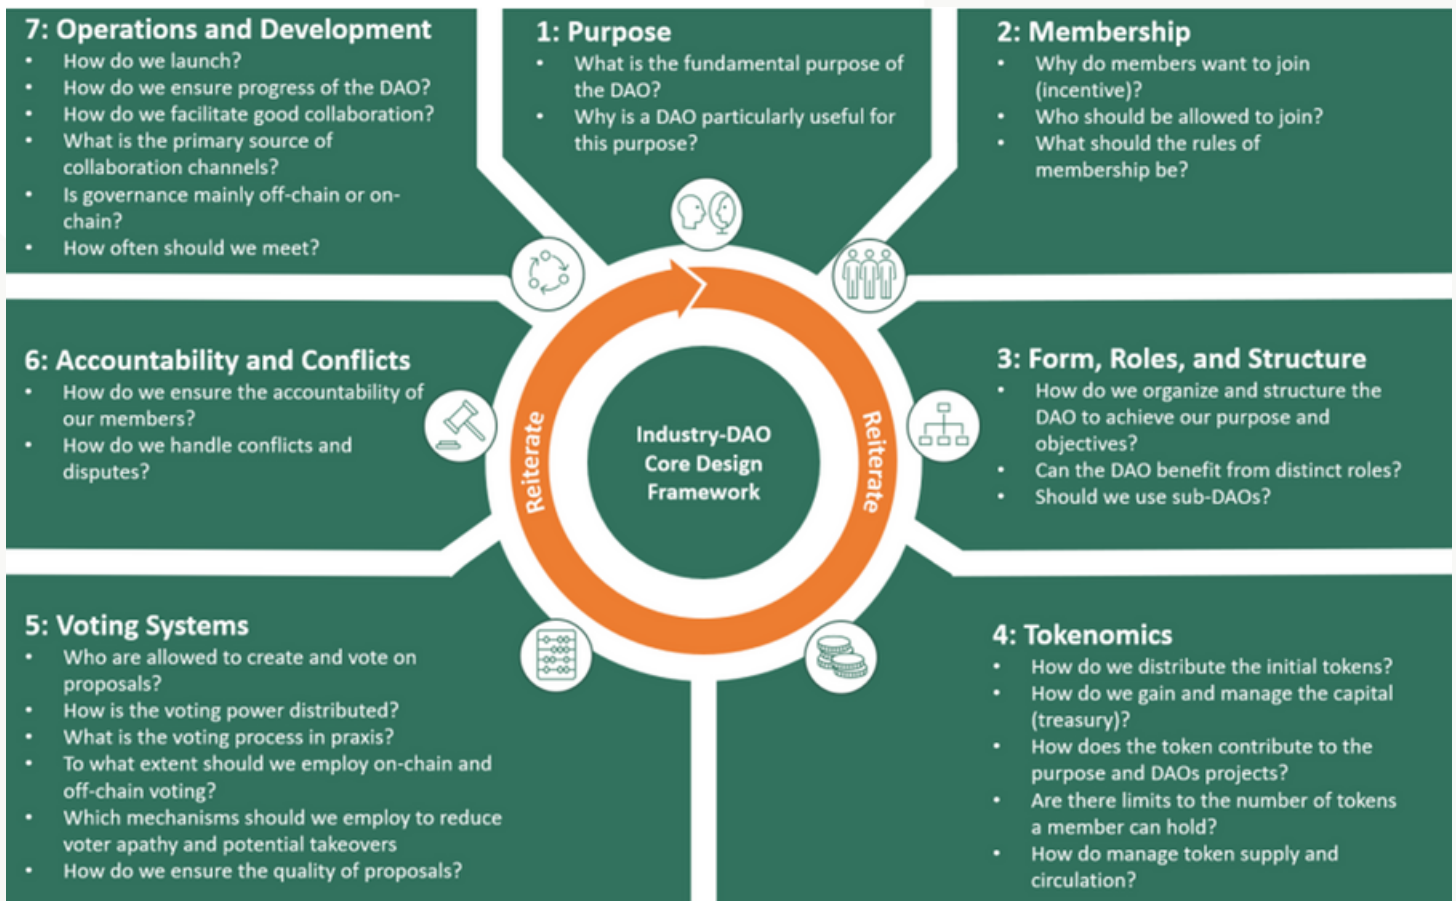 1: Purpose
• What is the fundamental purpose of
the DAO?
• Why is a DAO particularly useful for
this purpose?
2: Membership
• Why do members want to join
(incentive)?
• Who should be allowed to join?
• What should the rules of
membership be?
3: Form, Roles, and Structure
• How do we organize and structure the
DAO to achieve our purpose and
objectives?
• Can the DAO benefit from distinct roles?
• Should we use sub-DAOs?
4: Tokenomics
• How do we distribute the initial tokens?
• How do we gain and manage the capital
(treasury)?
• How does the token contribute to the
purpose and DAOs projects?
• Are there limits to the number of tokens
a member can hold?
• How do manage token supply and
circulation?
5: Voting Systems
• Who are allowed to create and vote on
proposals?
• How is the voting power distributed?
• What is the voting process in praxis?
• To what extent should we employ on-chain and
off-chain voting?
• Which mechanisms should we employ to reduce
voter apathy and potential takeovers
• How do we ensure the quality of proposals?
6: Accountability and Conflicts
• How do we ensure the accountability of
our members?
• How do we handle conflicts and
disputes?
7: Operations and Development
• How do we launch?
• How do we ensure progress of the DAO?
• How do we facilitate good collaboration?
• What is the primary source of
collaboration channels?
• Is governance mainly off-chain or on-
chain?
• How often should we meet?
Reiterate
Industry-DAO
Core Design
Framework
Reiterate